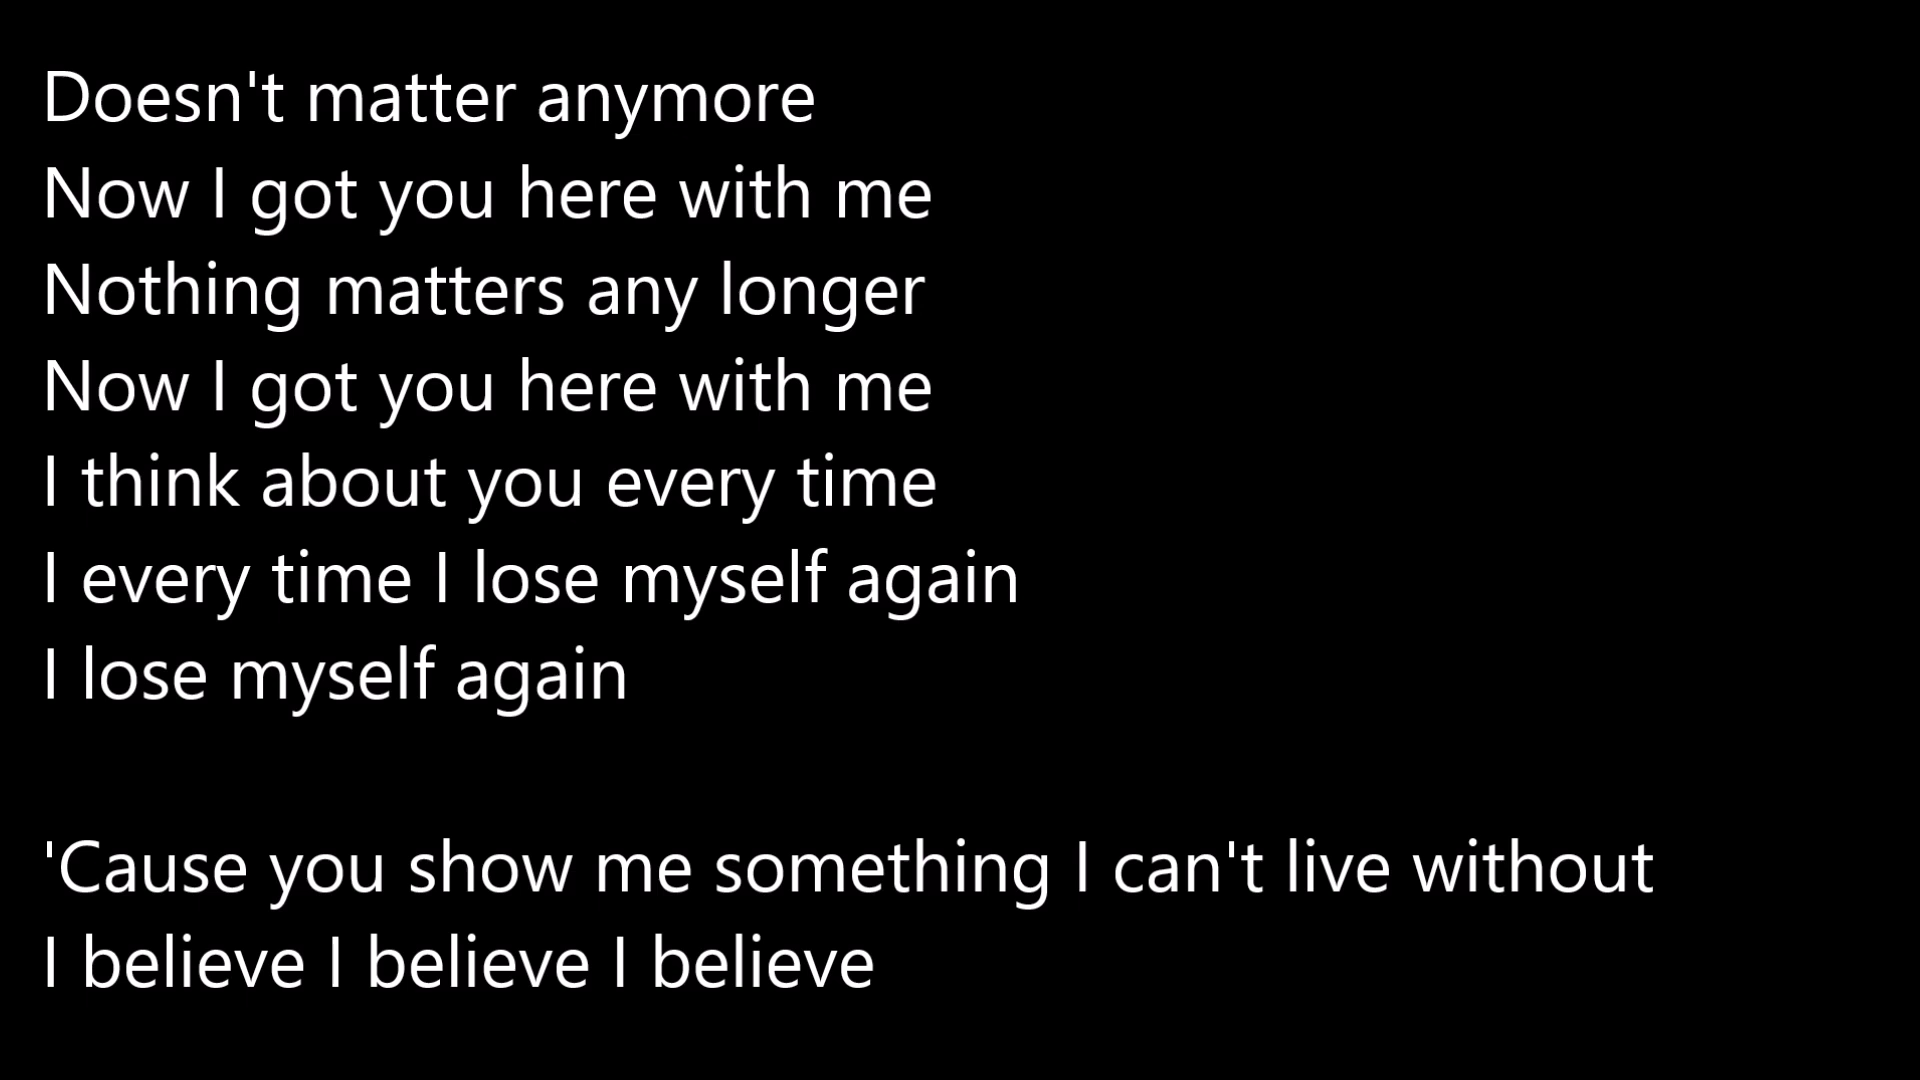 Doesn't matter anymore
Now I got you here with me
Nothing matters any longer
Now I got you here with me
I think about you every time
I every time I lose myself again
I lose myself again
'Cause you show me something I can't live without
I believe I believe I believe